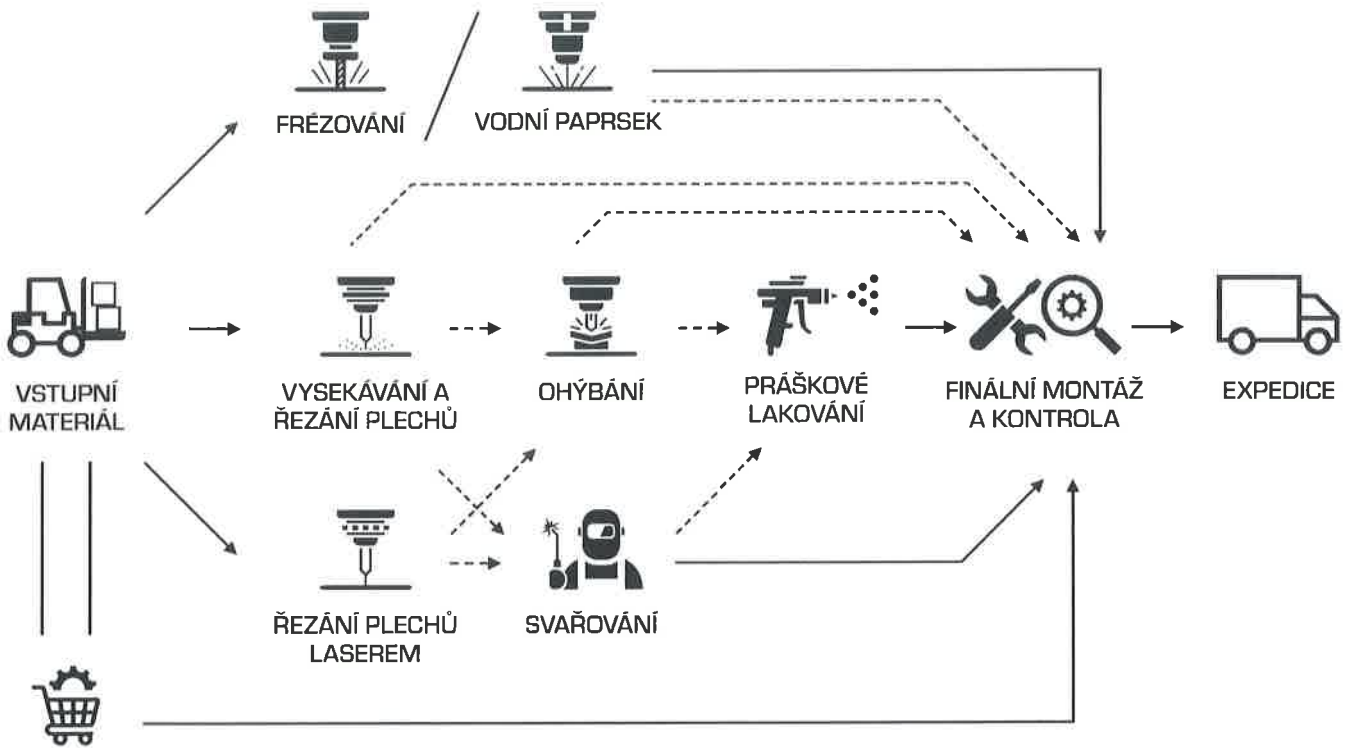 FRÉZOVÁNÍ
VODNÍ PAPRSEK
VSTUPNÍ
MATERIÁL
VYSEKÁVÁNÍ A
ŘEZÁNÍ PLECHŮ
OHÝBÁNÍ
PRÁŠKOVÉ
LAKOVÁNÍ
FINÁLNÍ MONTÁŽ
A KONTROLA
EXPEDICE
ŘEZÁNÍ PLECHŮ
LASEREM
SVAŘOVÁNÍ